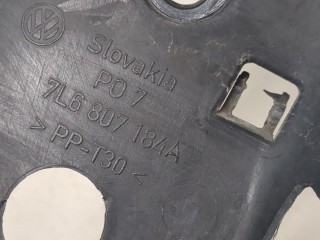 Slovakia
PO 7
7L6 807 184A
> PP-T30 <